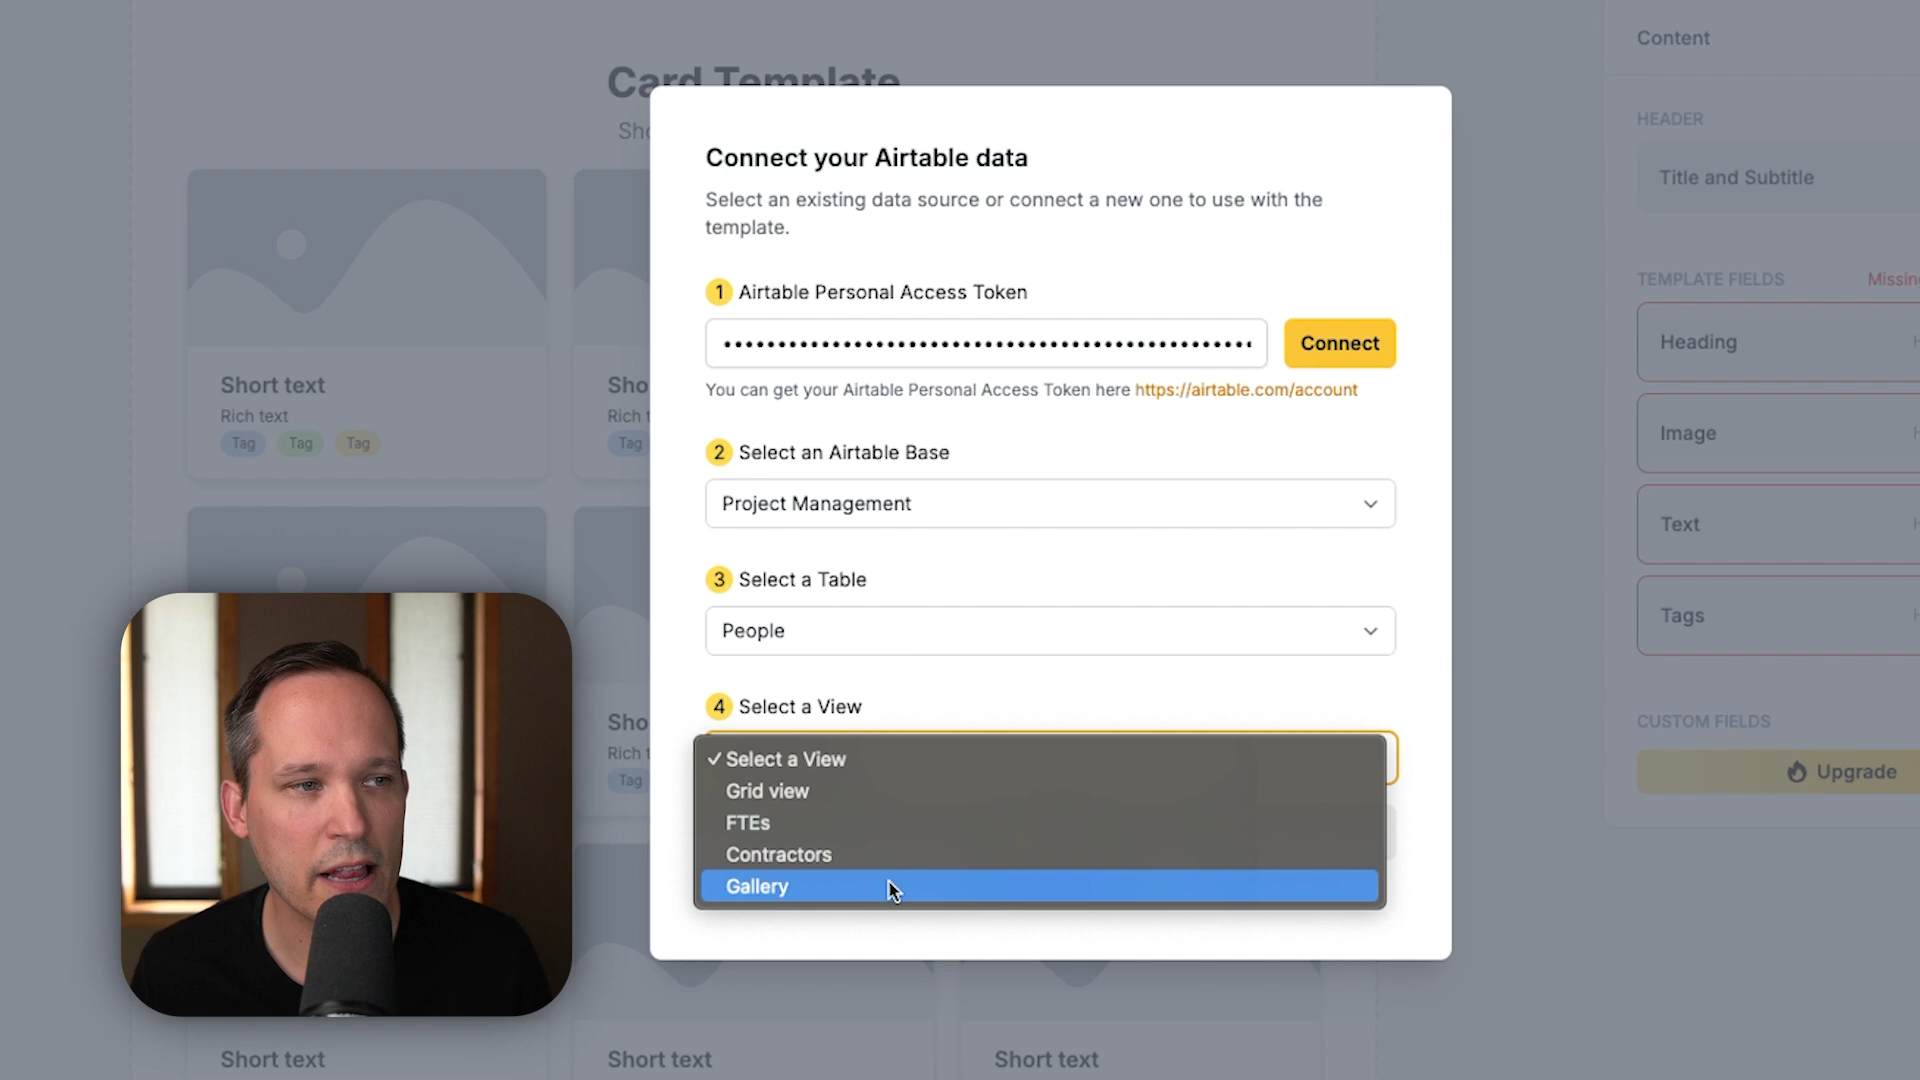 Card Template
Sho
Connect your Airtable data
Select an existing data source or connect a new one to use with the
template.
1 Airtable Personal Access Token
••••••••••••••••••••••••••••••••••••••••••••••••
Connect
You can get your Airtable Personal Access Token here https://airtable.com/account
2 Select an Airtable Base
Project Management
3 Select a Table
People
4 Select a View
✓ Select a View
Grid view
FTEs
Contractors
Gallery
Short text
Rich text
Tag Tag Tag
Sho
Rich t
Tag
Sho
Rich t
Tag
Short text
Short text
Short text
Content
HEADER
Title and Subtitle
TEMPLATE FIELDS
Missing
Heading
Image
Text
Tags
CUSTOM FIELDS
Upgrade